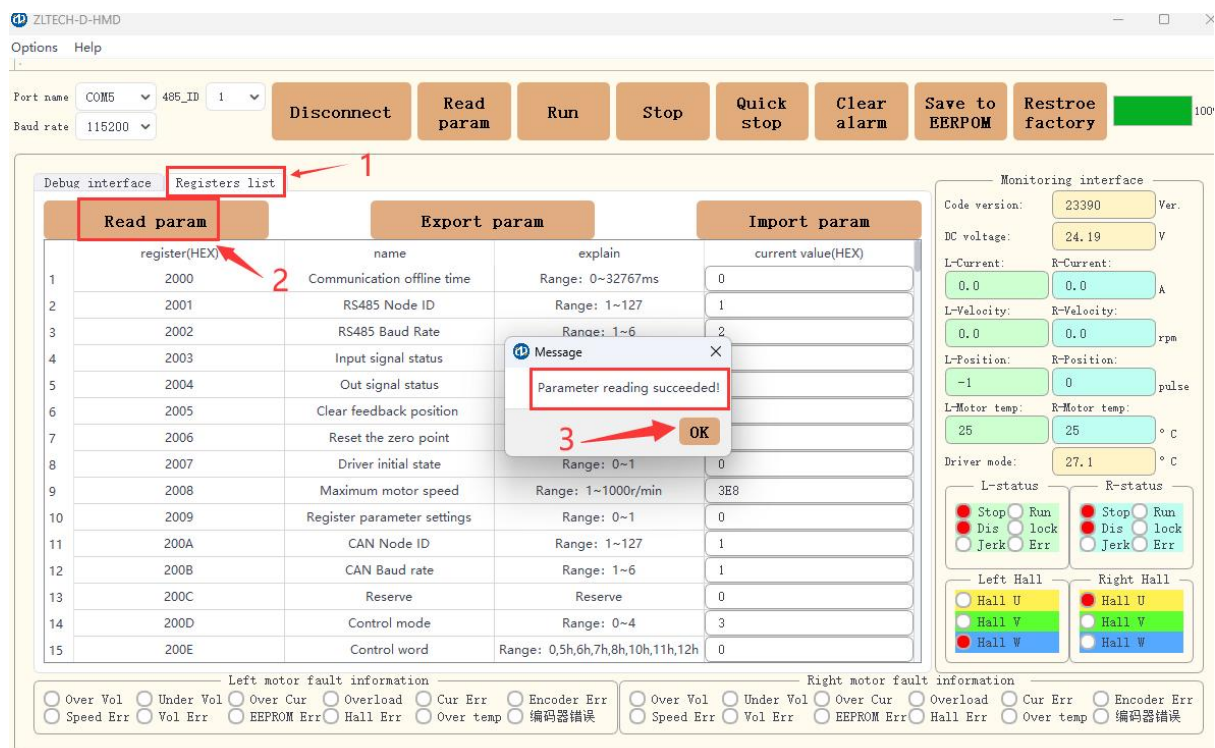 ZLTECH-D-HMD
Options Help
Port name COM5 485_ID 1
Baud rate 115200
Disconnect
Read param
Run
Stop
Quick stop
Clear alarm
Save to EERPOM
Restroe factory
100%
1
Debug interface Registers list
Read param Export param Import param
2
register(HEX) name explain current value(HEX)
1 2000 Communication offline time Range: 0~32767ms 0
2 2001 RS485 Node ID Range: 1~127 1
3 2002 RS485 Baud Rate Range: 1~6 2
4 2003 Input signal status
5 2004 Out signal status
6 2005 Clear feedback position
7 2006 Reset the zero point
8 2007 Driver initial state Range: 0~1 0
9 2008 Maximum motor speed Range: 1~1000r/min 3E8
10 2009 Register parameter settings Range: 0~1 0
11 200A CAN Node ID Range: 1~127 1
12 200B CAN Baud rate Range: 1~6 1
13 200C Reserve Reserve 0
14 200D Control mode Range: 0~4 3
15 200E Control word Range: 0,5h,6h,7h,8h,10h,11h,12h 0
Message
Parameter reading succeeded!
3
OK
Monitoring interface
Code version: 23390 Ver.
DC voltage: 24.19 V
L-Current: R-Current:
0.0 0.0 A
L-Velocity: R-Velocity:
0.0 0.0 rpm
L-Position: R-Position:
-1 0 pulse
L-Motor temp: R-Motor temp:
25 25 ° C
Driver mode: 27.1 ° C
L-status R-status
Stop Run Stop Run
Dis lock Dis lock
Jerk Err Jerk Err
Left Hall Right Hall
Hall U Hall U
Hall V Hall V
Hall W Hall W
Left motor fault information
Over Vol Under Vol Over Cur Overload Cur Err Encoder Err
Speed Err Vol Err EEPROM Err Hall Err Over temp 编码器错误
Right motor fault information
Over Vol Under Vol Over Cur Overload Cur Err Encoder Err
Speed Err Vol Err EEPROM Err Hall Err Over temp 编码器错误